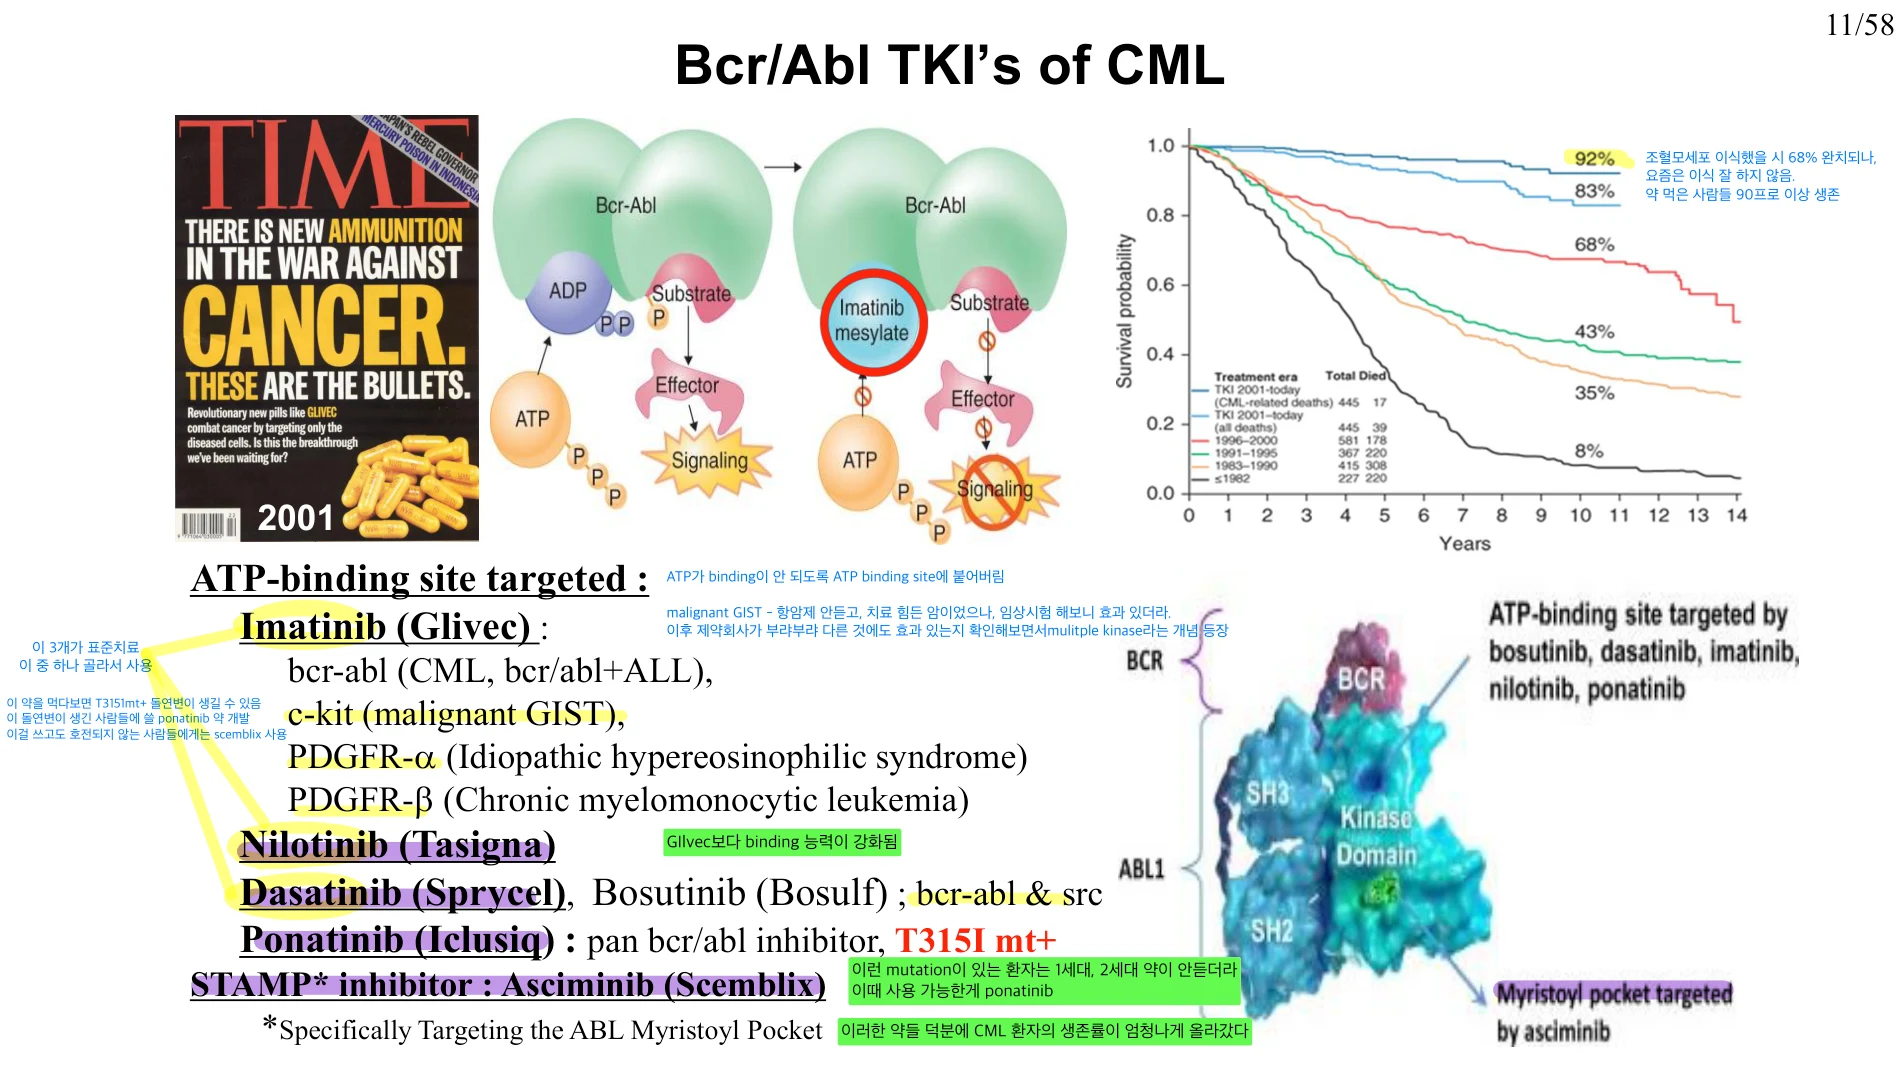 11/58
Bcr/Abl TKI’s of CML
TIME
JAPAN'S REBEL GOVERNOR
MERCURY POISON IN INDONESIA
THERE IS NEW AMMUNITION
IN THE WAR AGAINST
CANCER.
THESE ARE THE BULLETS.
Revolutionary new pills like GLIVEC
combat cancer by targeting only the
diseased cells. Is this the breakthrough
we've been waiting for?
2001
Bcr-Abl
ADP
P P
Substrate
P
Effector
Signaling
ATP
P
P
P
Bcr-Abl
Imatinib
mesylate
Substrate
Effector
Signaling
ATP
P
P
P
Survival probability
1.0
0.8
0.6
0.4
0.2
0.0
92%
83%
68%
43%
35%
8%
Treatment era Total Died
TKI 2001-today
(CML-related deaths) 445 17
TKI 2001–today
(all deaths) 445 39
1996–2000 581 178
1991–1995 367 220
1983–1990 415 308
≤1982 227 220
0 1 2 3 4 5 6 7 8 9 10 11 12 13 14
Years
조혈모세포 이식했을 시 68% 완치되나,
요즘은 이식 잘 하지 않음.
약 먹은 사람들 90프로 이상 생존
ATP-binding site targeted :
ATP가 binding이 안 되도록 ATP binding site에 붙어버림
malignant GIST - 항암제 안듣고, 치료 힘든 암이었으나, 임상시험 해보니 효과 있더라.
이후 제약회사가 부랴부랴 다른 것에도 효과 있는지 확인해보면서mulitple kinase라는 개념 등장
Imatinib (Glivec) :
bcr-abl (CML, bcr/abl+ALL),
c-kit (malignant GIST),
PDGFR-α (Idiopathic hypereosinophilic syndrome)
PDGFR-β (Chronic myelomonocytic leukemia)
이 3개가 표준치료
이 중 하나 골라서 사용
이 약을 먹다보면 T3151mt+ 돌연변이 생길 수 있음
이 돌연변이 생긴 사람들에 쓸 ponatinib 약 개발
이걸 쓰고도 호전되지 않는 사람들에게는 scemblix 사용
Nilotinib (Tasigna)
GIlvec보다 binding 능력이 강화됨
Dasatinib (Sprycel), Bosutinib (Bosulf) ; bcr-abl & src
Ponatinib (Iclusiq) : pan bcr/abl inhibitor, T315I mt+
STAMP* inhibitor : Asciminib (Scemblix)
이런 mutation이 있는 환자는 1세대, 2세대 약이 안듣더라
이때 사용 가능한게 ponatinib
*Specifically Targeting the ABL Myristoyl Pocket
이러한 약들 덕분에 CML 환자의 생존률이 엄청나게 올라갔다
BCR
ABL1
BCR
SH3
Kinase
Domain
SH2
ATP-binding site targeted by
bosutinib, dasatinib, imatinib,
nilotinib, ponatinib
Myristoyl pocket targeted
by asciminib